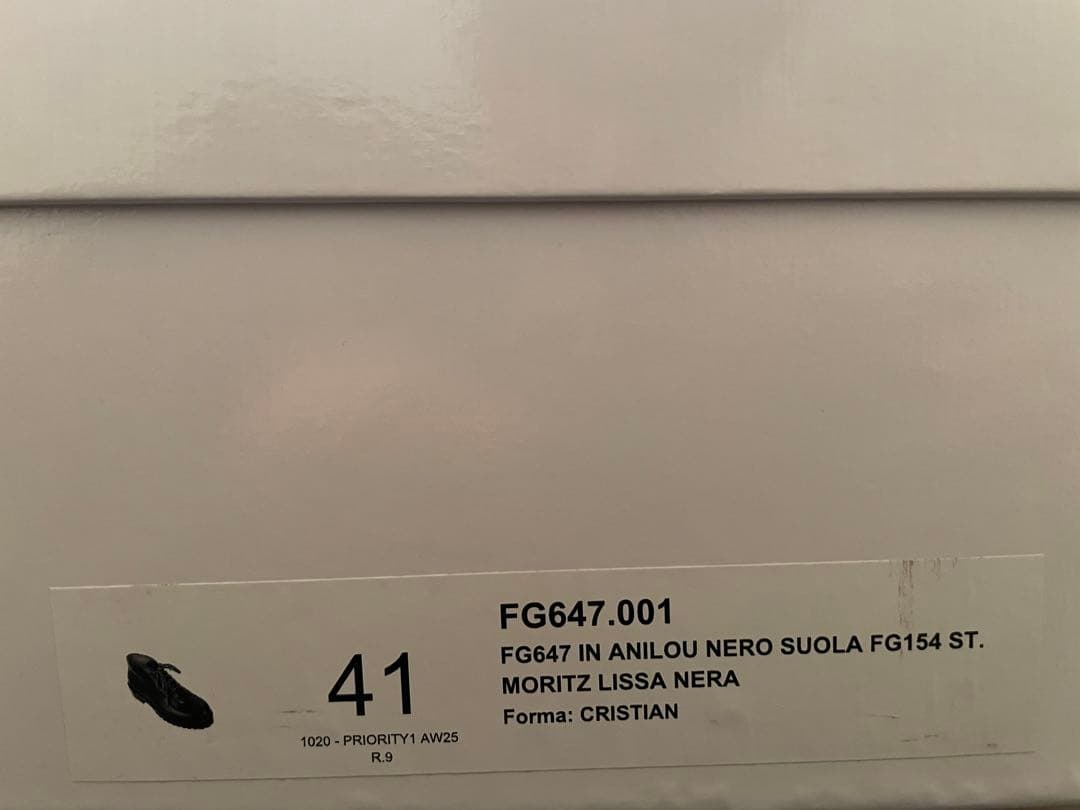 FG647.001
FG647 IN ANILOU NERO SUOLA FG154 ST.
MORITZ LISSA NERA
Forma: CRISTIAN
41
1020 - PRIORITY1 AW25
R.9